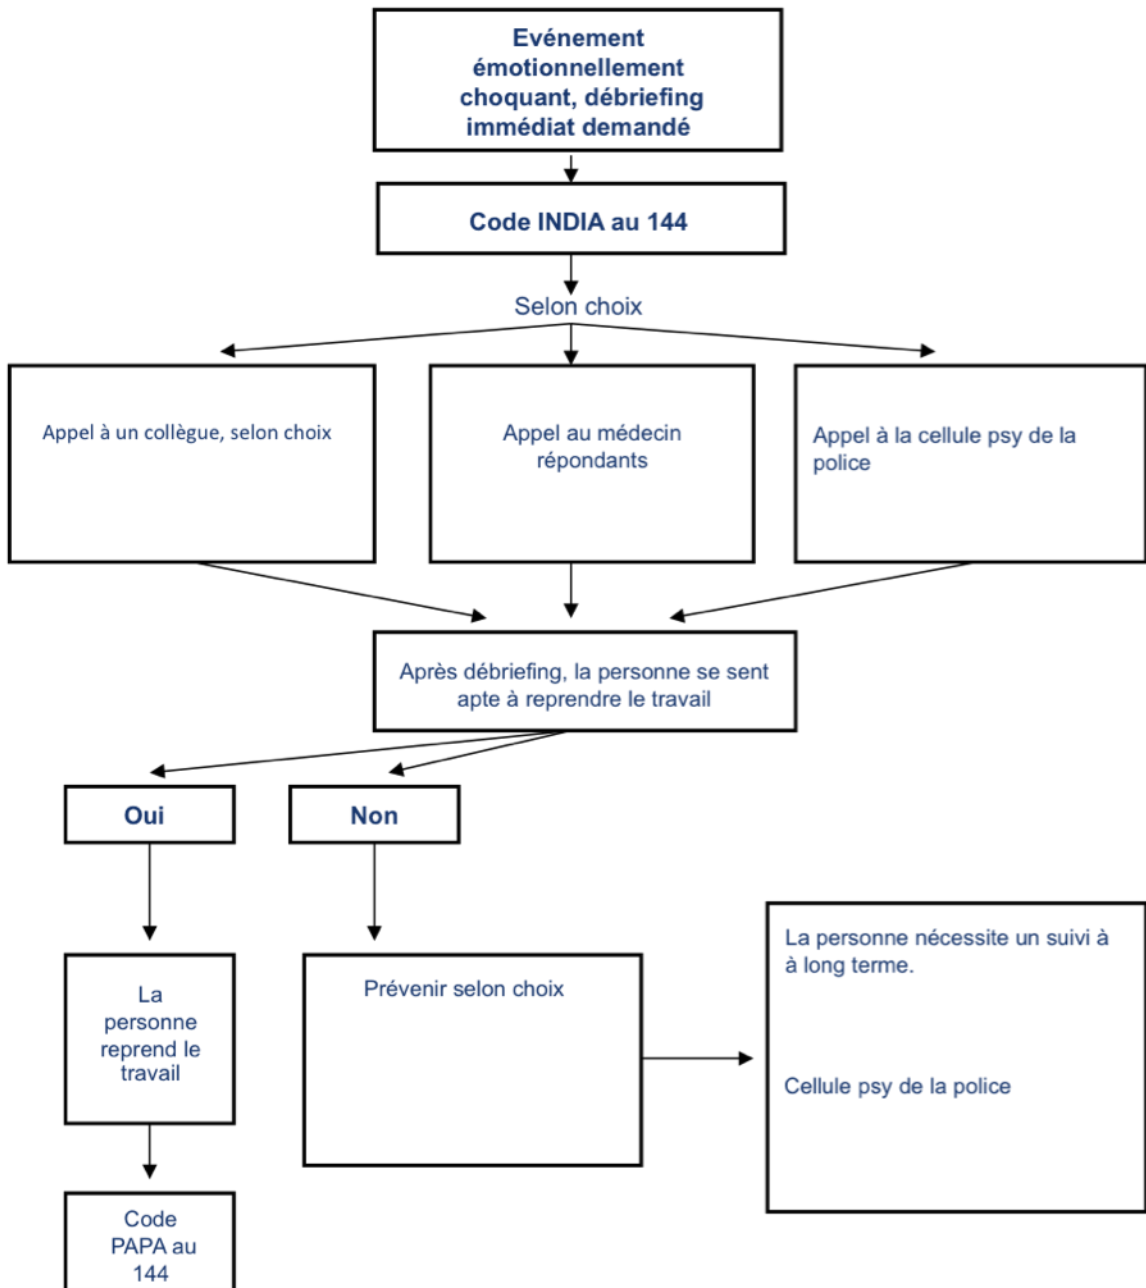 Evénement
émotionnellement
choquant, débriefing
immédiat demandé
Code INDIA au 144
Selon choix
Appel à un collègue, selon choix
Appel au médecin
répondants
Appel à la cellule psy de la
police
Après débriefing, la personne se sent
apte à reprendre le travail
Oui
Non
La
personne
reprend le
travail
Prévenir selon choix
La personne nécessite un suivi à
à long terme.
Cellule psy de la police
Code
PAPA au
144